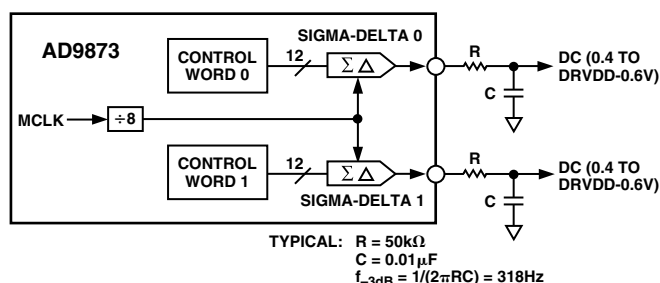 AD9873
SIGMA-DELTA 0
CONTROL
WORD 0
12
Σ Δ
R
DC (0.4 TO
DRVDD-0.6V)
C
MCLK
÷8
CONTROL
WORD 1
12
Σ Δ
SIGMA-DELTA 1
R
DC (0.4 TO
DRVDD-0.6V)
C
TYPICAL: R = 50kΩ
C = 0.01μF
f–3dB = 1/(2πRC) = 318Hz